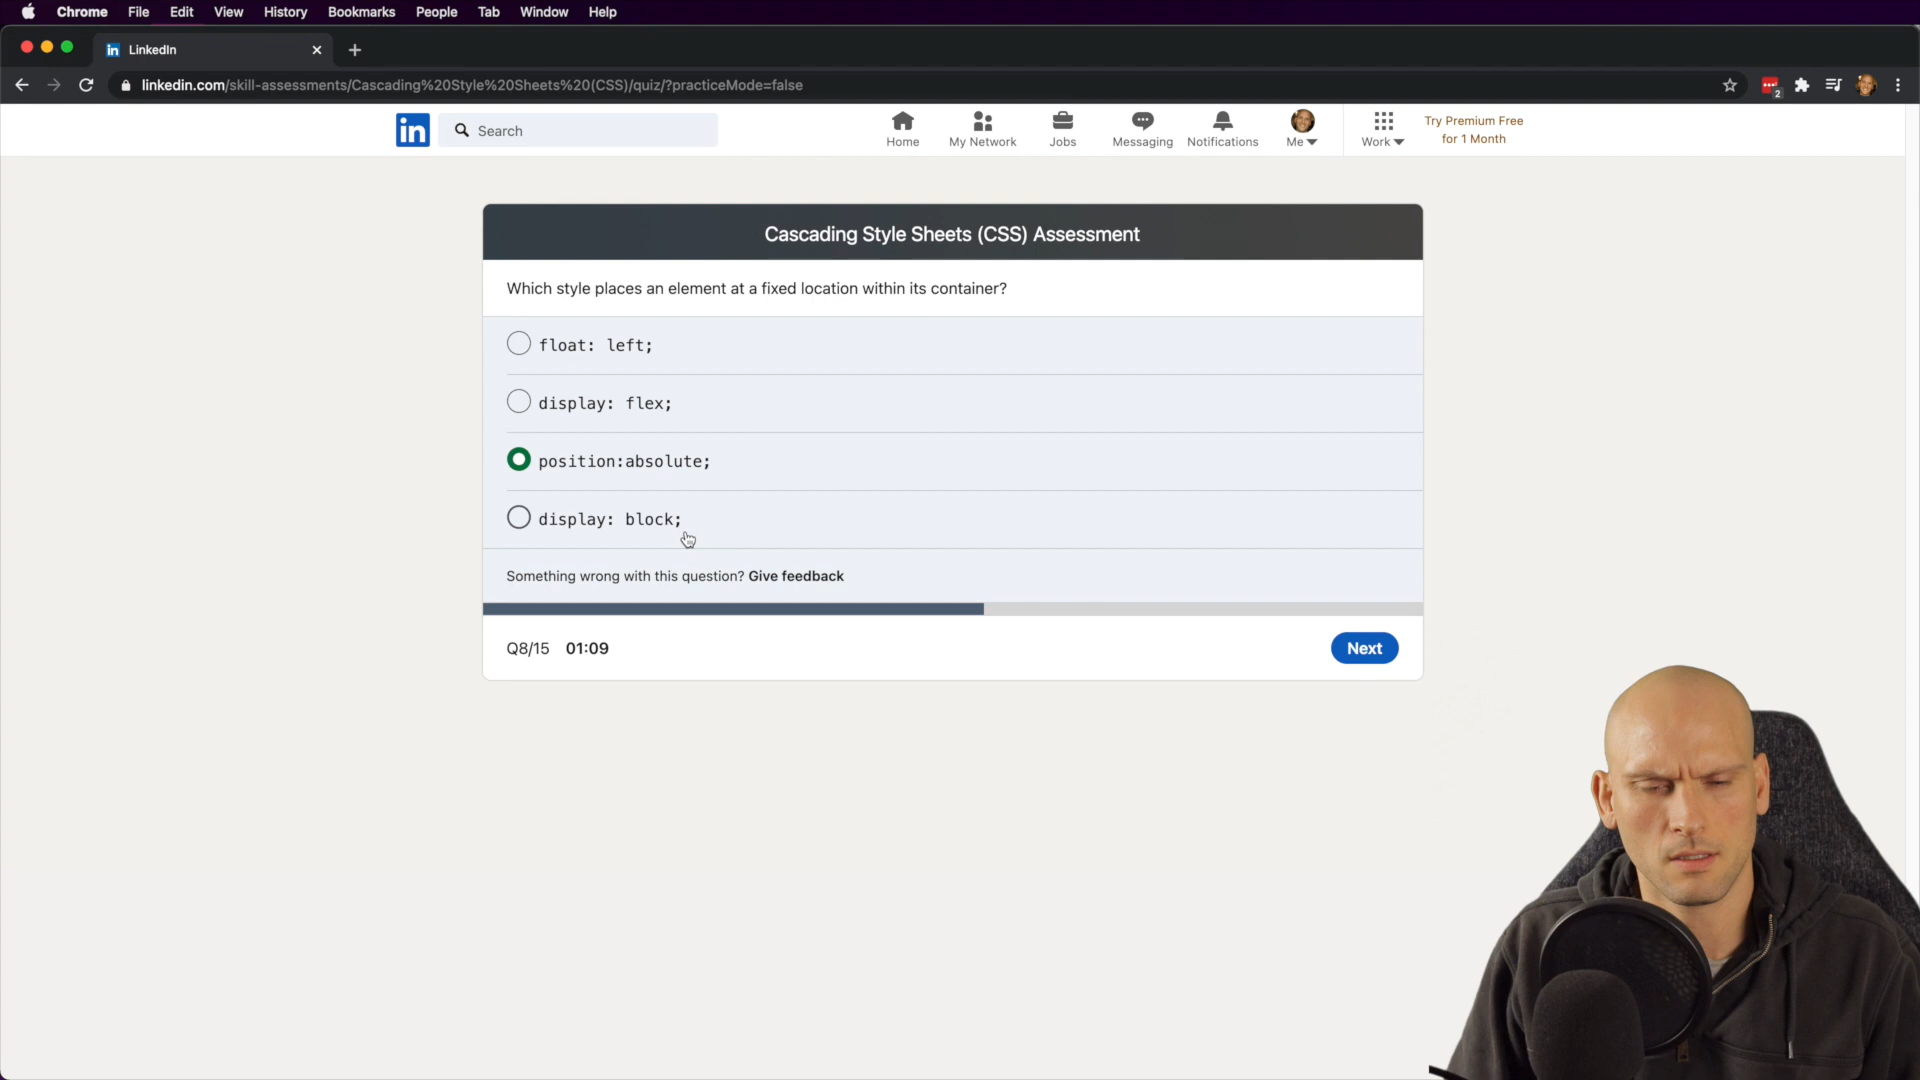 Chrome File Edit View History Bookmarks People Tab Window Help
LinkedIn
linkedin.com/skill-assessments/Cascading%20Style%20Sheets%20(CSS)/quiz/?practiceMode=false
2
in
Search
Home
My Network
Jobs
Messaging
Notifications
Me
Work
Try Premium Free
for 1 Month
Cascading Style Sheets (CSS) Assessment
Which style places an element at a fixed location within its container?
float: left;
display: flex;
position:absolute;
display: block;
Something wrong with this question? Give feedback
Q8/15 01:09
Next